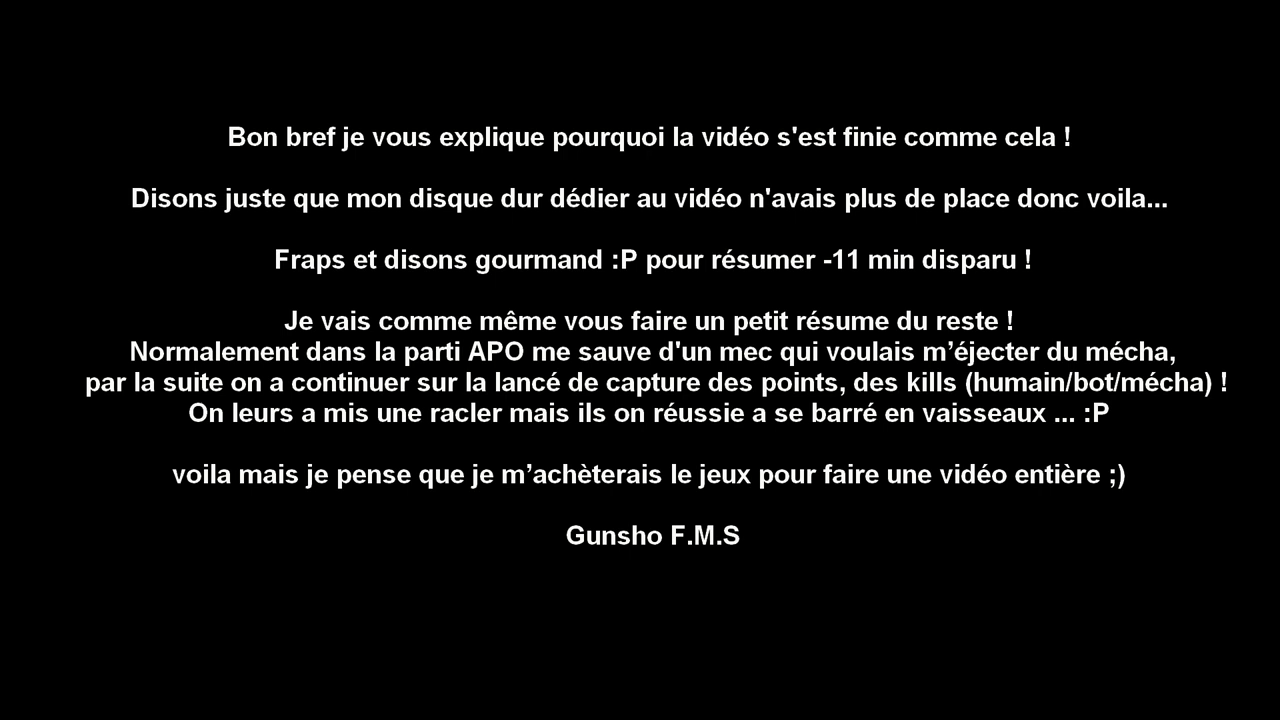 Bon bref je vous explique pourquoi la vidéo s'est finie comme cela !
Disons juste que mon disque dur dédier au vidéo n'avais plus de place donc voila...
Fraps et disons gourmand :P pour résumer -11 min disparu !
Je vais comme même vous faire un petit résume du reste !
Normalement dans la parti APO me sauve d'un mec qui voulais m’éjecter du mécha,
par la suite on a continuer sur la lancé de capture des points, des kills (humain/bot/mécha) !
On leurs a mis une racler mais ils on réussie a se barré en vaisseaux ... :P
voila mais je pense que je m’achèterais le jeux pour faire une vidéo entière ;)
Gunsho F.M.S